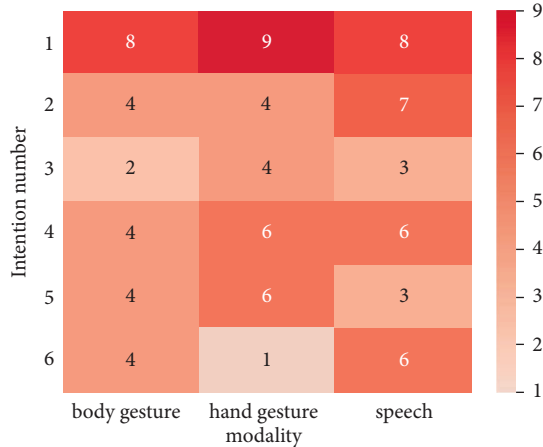 1 8 9 8
2 4 4 7
3 2 4 3
4 4 6 6
5 4 6 3
6 4 1 6
Intention number
body gesture hand gesture speech
modality
9
8
7
6
5
4
3
2
1